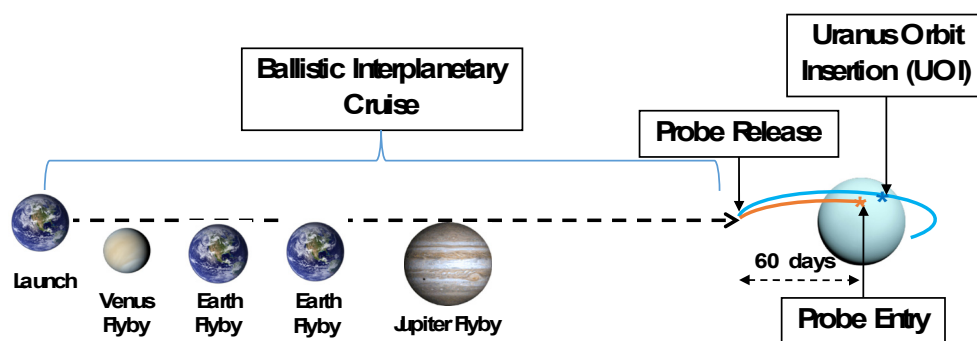 Uranus Orbit
Insertion (UOI)
Ballistic Interplanetary
Cruise
Probe Release
Launch
Venus
Flyby
Earth
Flyby
Earth
Flyby
Jupiter Flyby
60 days
Probe Entry